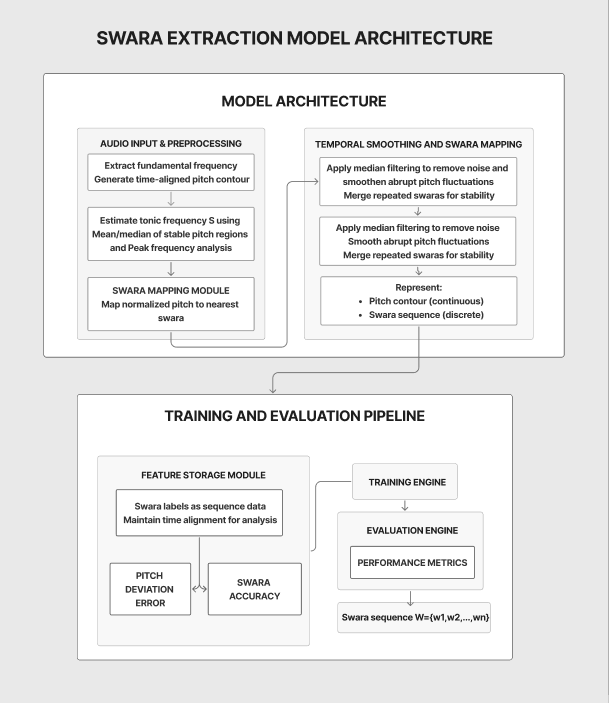 SWARA EXTRACTION MODEL ARCHITECTURE
MODEL ARCHITECTURE
AUDIO INPUT & PREPROCESSING
Extract fundamental frequency
Generate time-aligned pitch contour
Estimate tonic frequency S using
Mean/median of stable pitch regions
and Peak frequency analysis
SWARA MAPPING MODULE
Map normalized pitch to nearest
swara
TEMPORAL SMOOTHING AND SWARA MAPPING
Apply median filtering to remove noise and
smoothen abrupt pitch fluctuations
Merge repeated swaras for stability
Apply median filtering to remove noise
Smooth abrupt pitch fluctuations
Merge repeated swaras for stability
Represent:
• Pitch contour (continuous)
• Swara sequence (discrete)
TRAINING AND EVALUATION PIPELINE
FEATURE STORAGE MODULE
Swara labels as sequence data
Maintain time alignment for analysis
PITCH
DEVIATION
ERROR
SWARA
ACCURACY
TRAINING ENGINE
EVALUATION ENGINE
PERFORMANCE METRICS
Swara sequence W={w1,w2,...,wn}